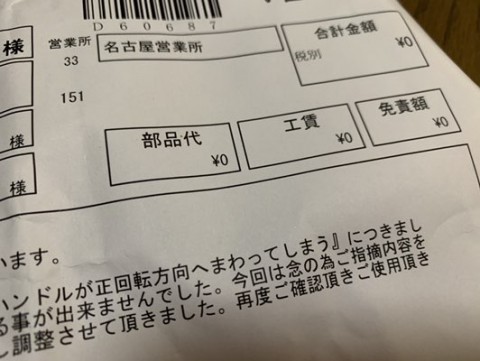 D60687
様
営業所
33
名古屋営業所
合計金額
税別
¥0
151
部品代
¥0
工賃
¥0
免責額
¥0
様
様
います。
ハンドルが正回転方向へまわってしまう』につきまし
る事が出来ませんでした。今回は念の為ご指摘内容を
し調整させて頂きました。再度ご確認頂きご使用頂き